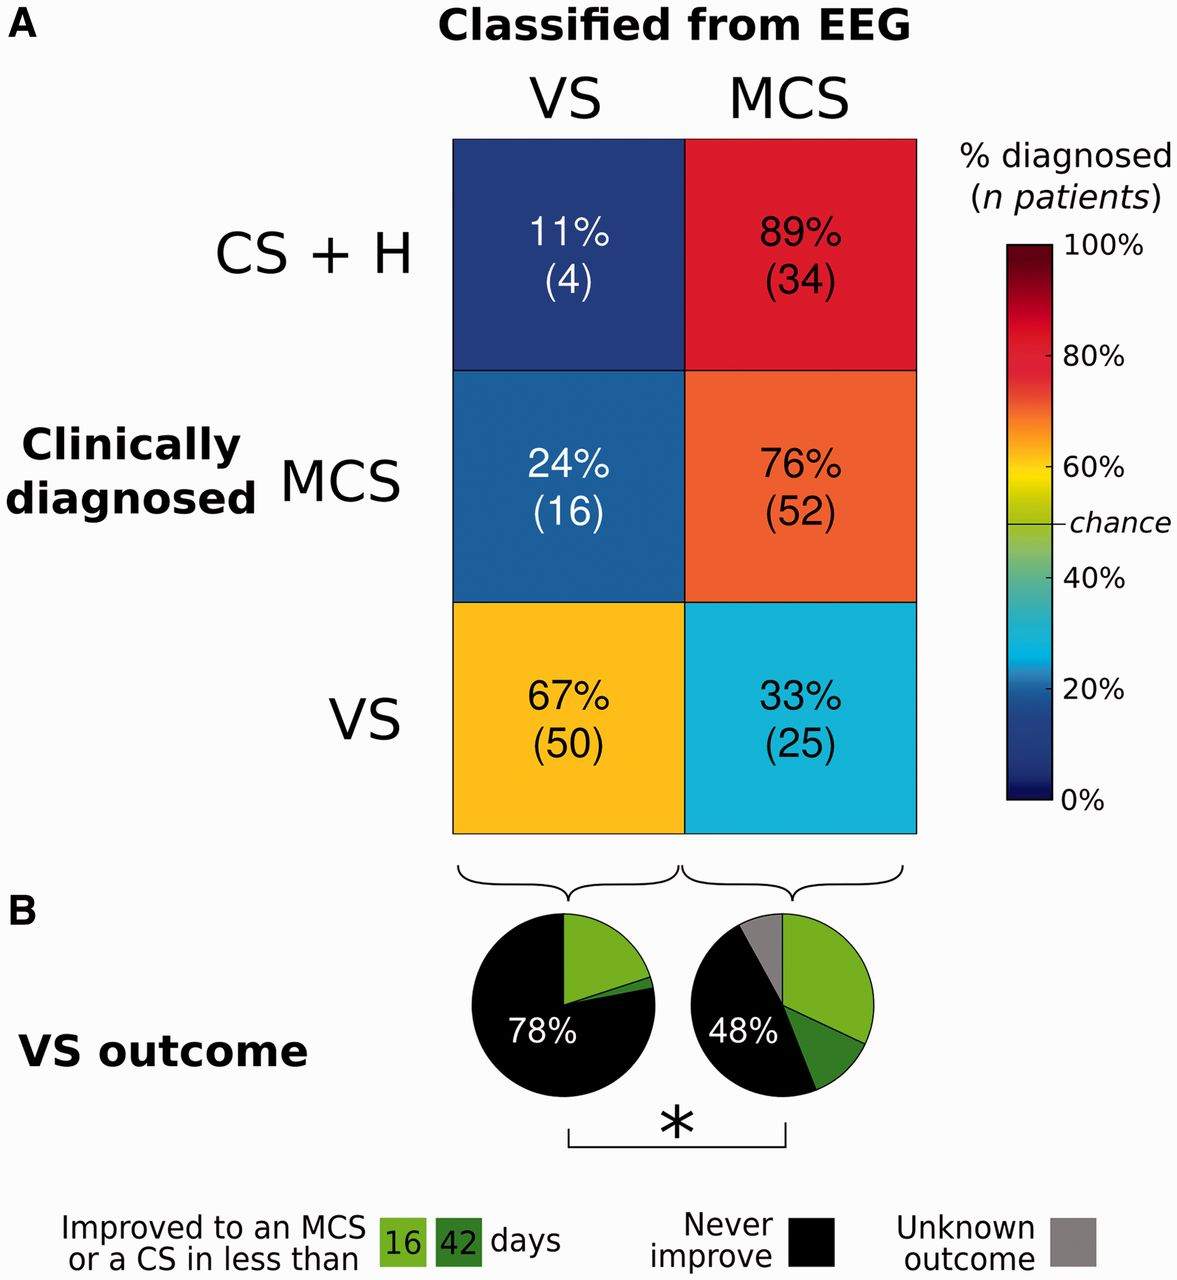 A
Classified from EEG
VS MCS
% diagnosed
(n patients)
CS + H
11%
(4)
89%
(34)
Clinically
diagnosed
MCS
24%
(16)
76%
(52)
VS
67%
(50)
33%
(25)
100%
80%
60%
chance
40%
20%
0%
B
VS outcome
78%
48%
*
Improved to an MCS
or a CS in less than
16 42 days
Never
improve
Unknown
outcome